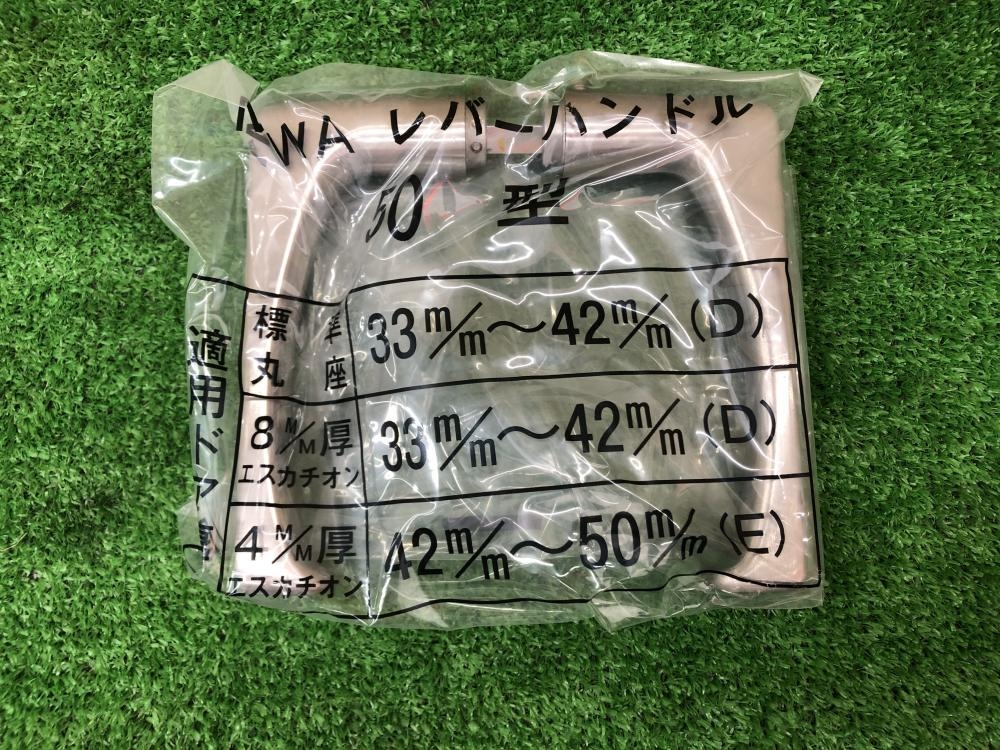 WA レバーハンドル
50 型
適用ドア厚
標準丸座 33m/m～42m/m (D)
8M/M厚エスカチオン 33m/m～42m/m (D)
4M/M厚エスカチオン 42m/m～50m/m (E)